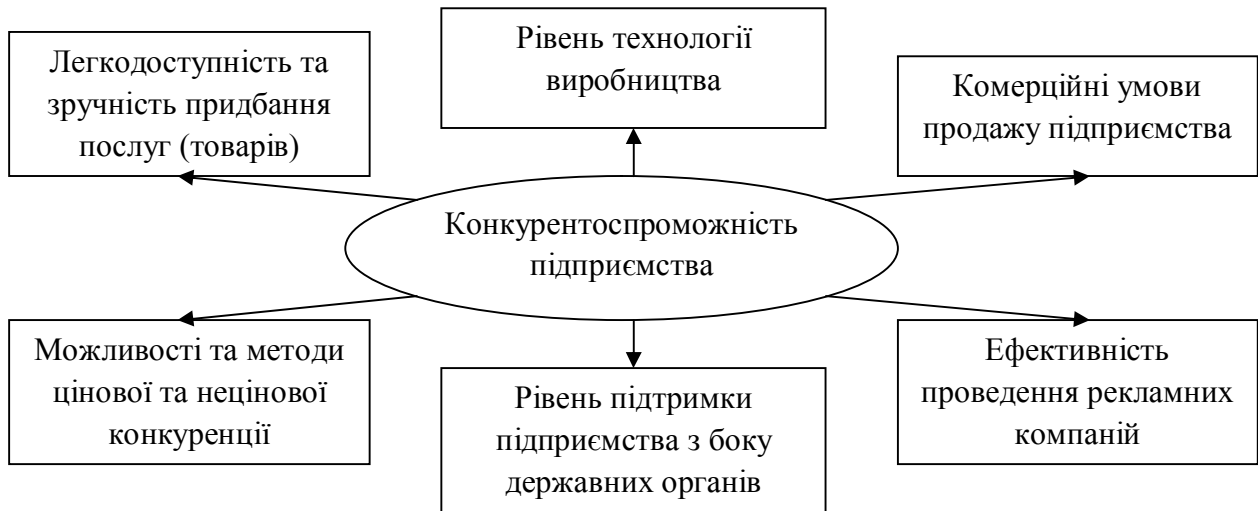 Легкодоступність та
зручність придбання
послуг (товарів)
Рівень технології
виробництва
Комерційні умови
продажу підприємства
Конкурентоспроможність
підприємства
Можливості та методи
цінової та нецінової
конкуренції
Рівень підтримки
підприємства з боку
державних органів
Ефективність
проведення рекламних
компаній